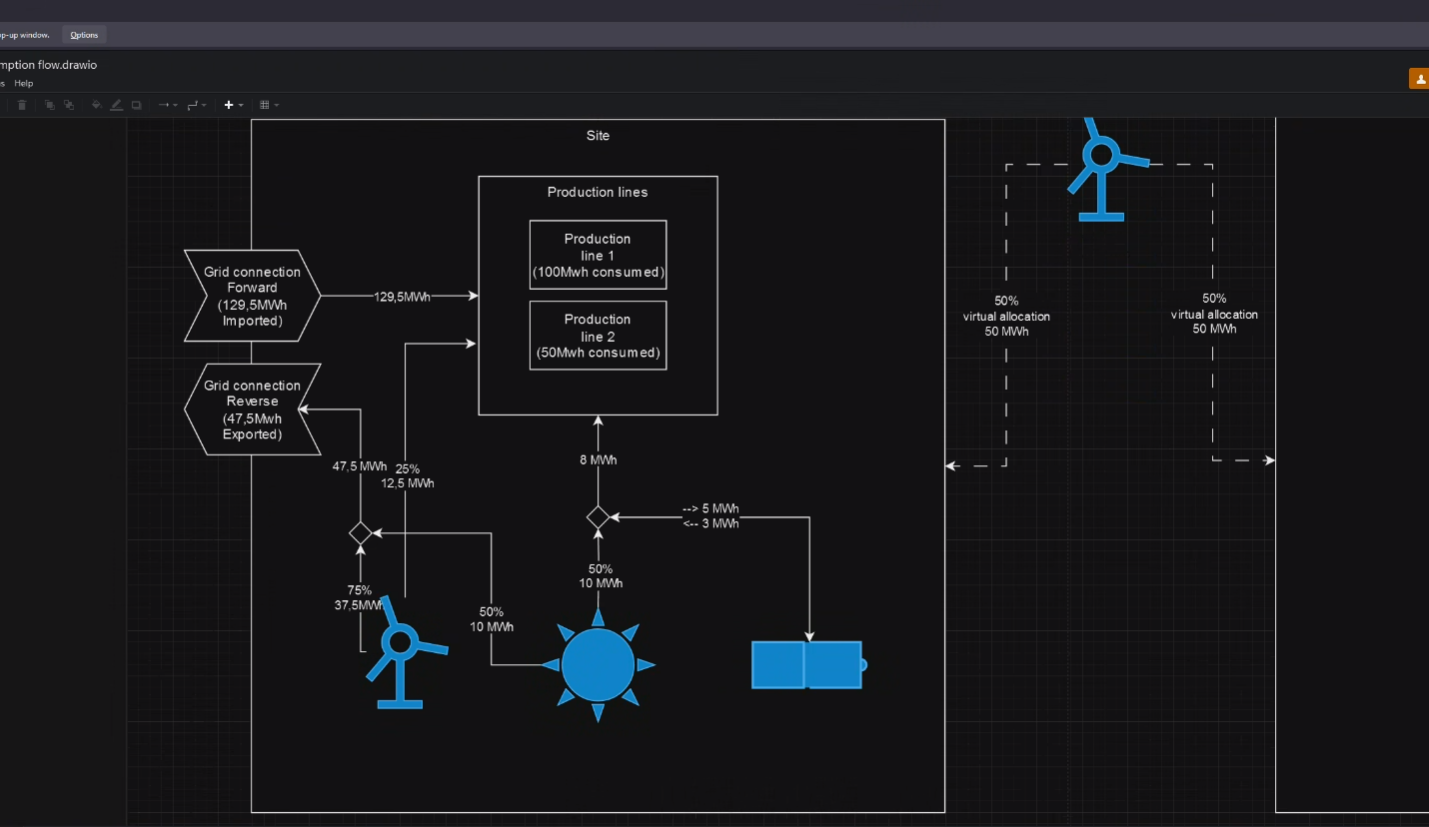 pp-up window.
Options
mption flow.drawio
s
Help
Site
Production lines
Production
line 1
(100Mwh consumed)
Production
line 2
(50Mwh consumed)
Grid connection
Forward
(129,5MWh
Imported)
129,5MWh
Grid connection
Reverse
(47,5Mwh
Exported)
47,5 MWh
25%
12,5 MWh
8 MWh
--> 5 MWh
<-- 3 MWh
75%
37,5MWh
50%
10 MWh
50%
10 MWh
50%
virtual allocation
50 MWh
50%
virtual allocation
50 MWh